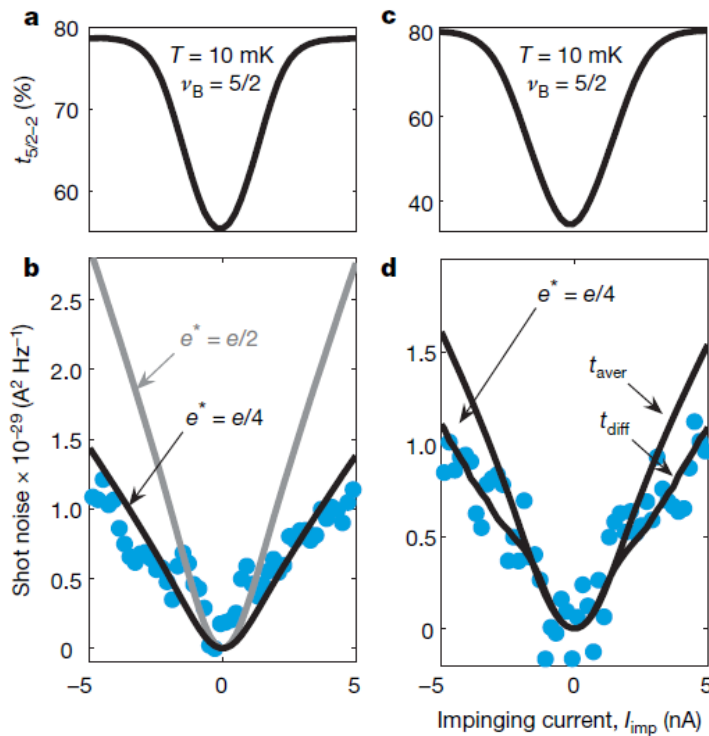 a
c
80
70
60
t5/2–2 (%)
T = 10 mK
νB = 5/2
80
60
40
T = 10 mK
νB = 5/2
b
d
Shot noise × 10⁻²⁹ (A² Hz⁻¹)
2.5
2.0
1.5
1.0
0.5
0
e* = e/2
e* = e/4
–5
0
5
1.5
1.0
0.5
0
e* = e/4
taver
tdiff
–5
0
5
Impinging current, Iimp (nA)